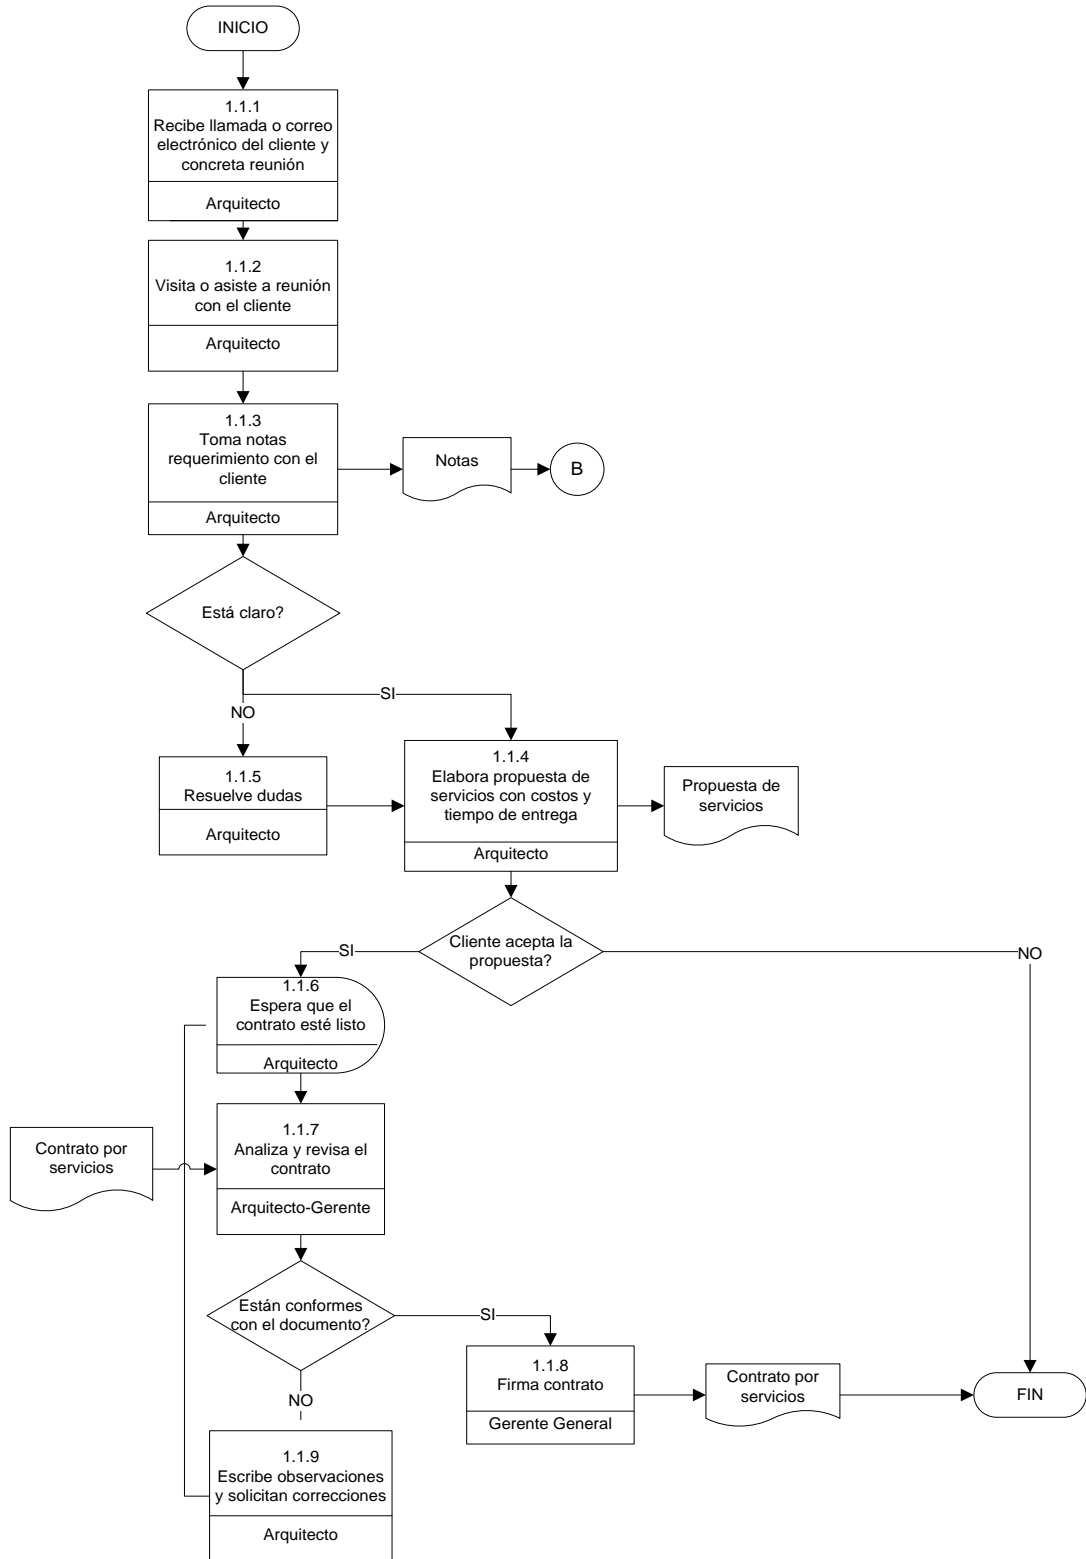 INICIO
1.1.1
Recibe llamada o correo
electrónico del cliente y
concreta reunión
Arquitecto
1.1.2
Visita o asiste a reunión
con el cliente
Arquitecto
1.1.3
Toma notas
requerimiento con el
cliente
Arquitecto
Notas
B
Está claro?
SI
NO
1.1.5
Resuelve dudas
Arquitecto
1.1.4
Elabora propuesta de
servicios con costos y
tiempo de entrega
Arquitecto
Propuesta de
servicios
Cliente acepta la
propuesta?
SI
NO
1.1.6
Espera que el
contrato esté listo
Arquitecto
Contrato por
servicios
1.1.7
Analiza y revisa el
contrato
Arquitecto-Gerente
Están conformes
con el documento?
SI
NO
1.1.8
Firma contrato
Gerente General
Contrato por
servicios
FIN
1.1.9
Escribe observaciones
y solicitan correcciones
Arquitecto